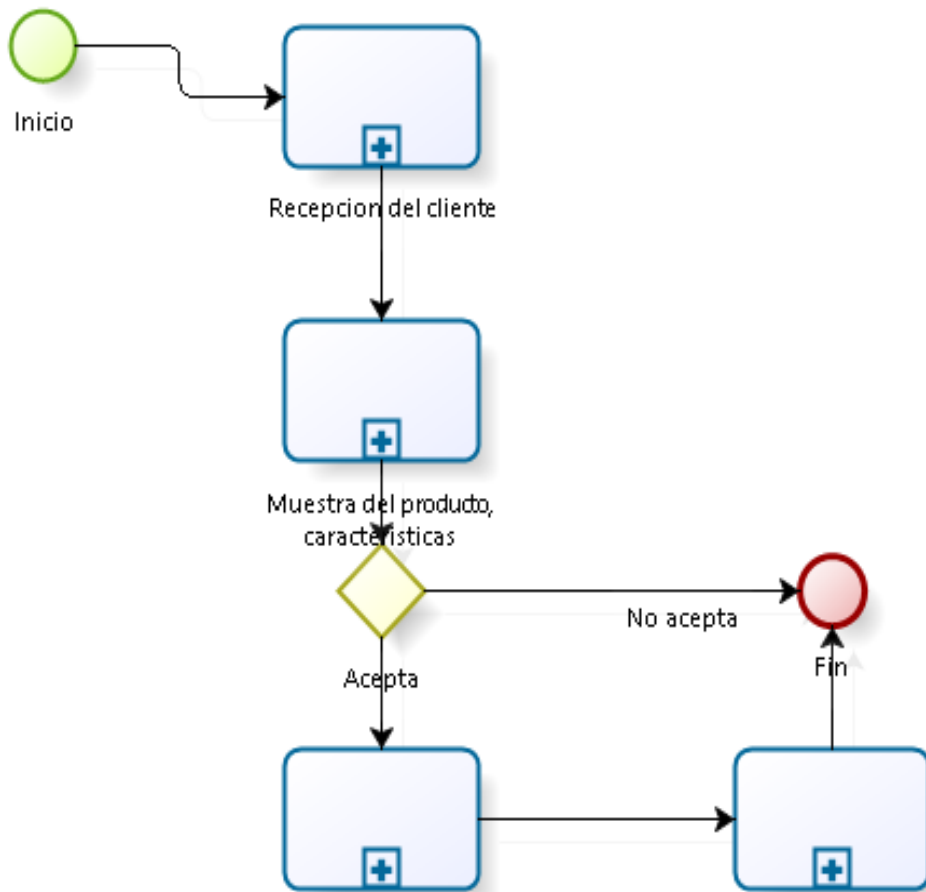 Inicio
Recepcion del cliente
Muestra del producto,
caracteristicas
No acepta
Fin
Acepta